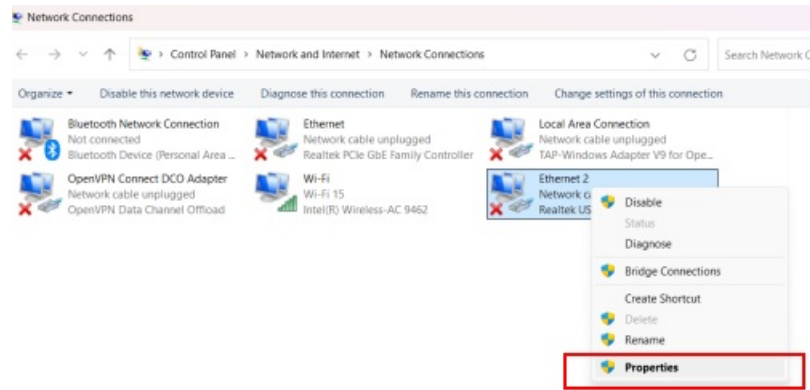 Network Connections
Control Panel > Network and Internet > Network Connections
Search Network C
Organize Disable this network device Diagnose this connection Rename this connection Change settings of this connection
Bluetooth Network Connection
Not connected
Bluetooth Device (Personal Area ...
Ethernet
Network cable unplugged
Realtek PCIe GbE Family Controller
Local Area Connection
Network cable unplugged
TAP-Windows Adapter V9 for Ope...
OpenVPN Connect DCO Adapter
Network cable unplugged
OpenVPN Data Channel Offload
Wi-Fi
Wi-Fi 15
Intel(R) Wireless-AC 9462
Ethernet 2
Network c
Realtek US
Disable
Status
Diagnose
Bridge Connections
Create Shortcut
Delete
Rename
Properties